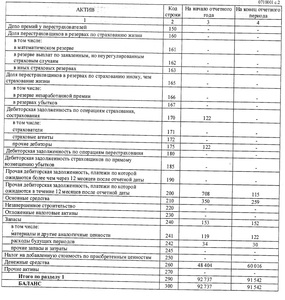 0710001 с.2
АКТИВ Код строки На начало отчетного года На конец отчетного периода
1 2 3 4
Доля премий у перестрахователей 150 - -
Доля перестраховщиков в резервах по страхованию жизни 160 - -
в том числе:
в математическом резерве 161 - -
в резерве выплат по заявленным, но неурегулированным
страховым случаям 162 - -
в иных страховых резервах 163 - -
Доля перестраховщиков в резервах по страхованию иному, чем
страхование жизни 165 - -
в том числе:
в резерве незаработанной премии 166 - -
в резервах убытков 167 - -
Дебиторская задолженность по операциям страхования,
сострахования 170 122 -
в том числе:
страхователи 171 - -
страховые агенты 172 - -
прочие дебиторы 175 122 -
Дебиторская задолженность по операциям перестрахования 180 - -
Дебиторская задолженность страховщиков по прямому
возмещению убытков 185 - -
Прочая дебиторская задолженность, платежи по которой
ожидаются более чем через 12 месяцев после отчетной даты 190 - -
Прочая дебиторская задолженность, платежи по которой
ожидаются в течение 12 месяцев после отчетной даты 200 708 115
Основные средства 210 350 259
Незавершенное строительство 220 - -
Отложенные налоговые активы 230 - -
Запасы 240 153 152
в том числе:
материалы и другие аналогичные ценности 241 119 122
расходы будущих периодов 242 34 30
прочие запасы и затраты 245 - -
Налог на добавленную стоимость по приобретенным ценностям 250 - -
Денежные средства 260 48 604 60 016
Прочие активы 270 - -
Итого по разделу I 290 92 737 91 542
БАЛАНС 300 92 737 91 542